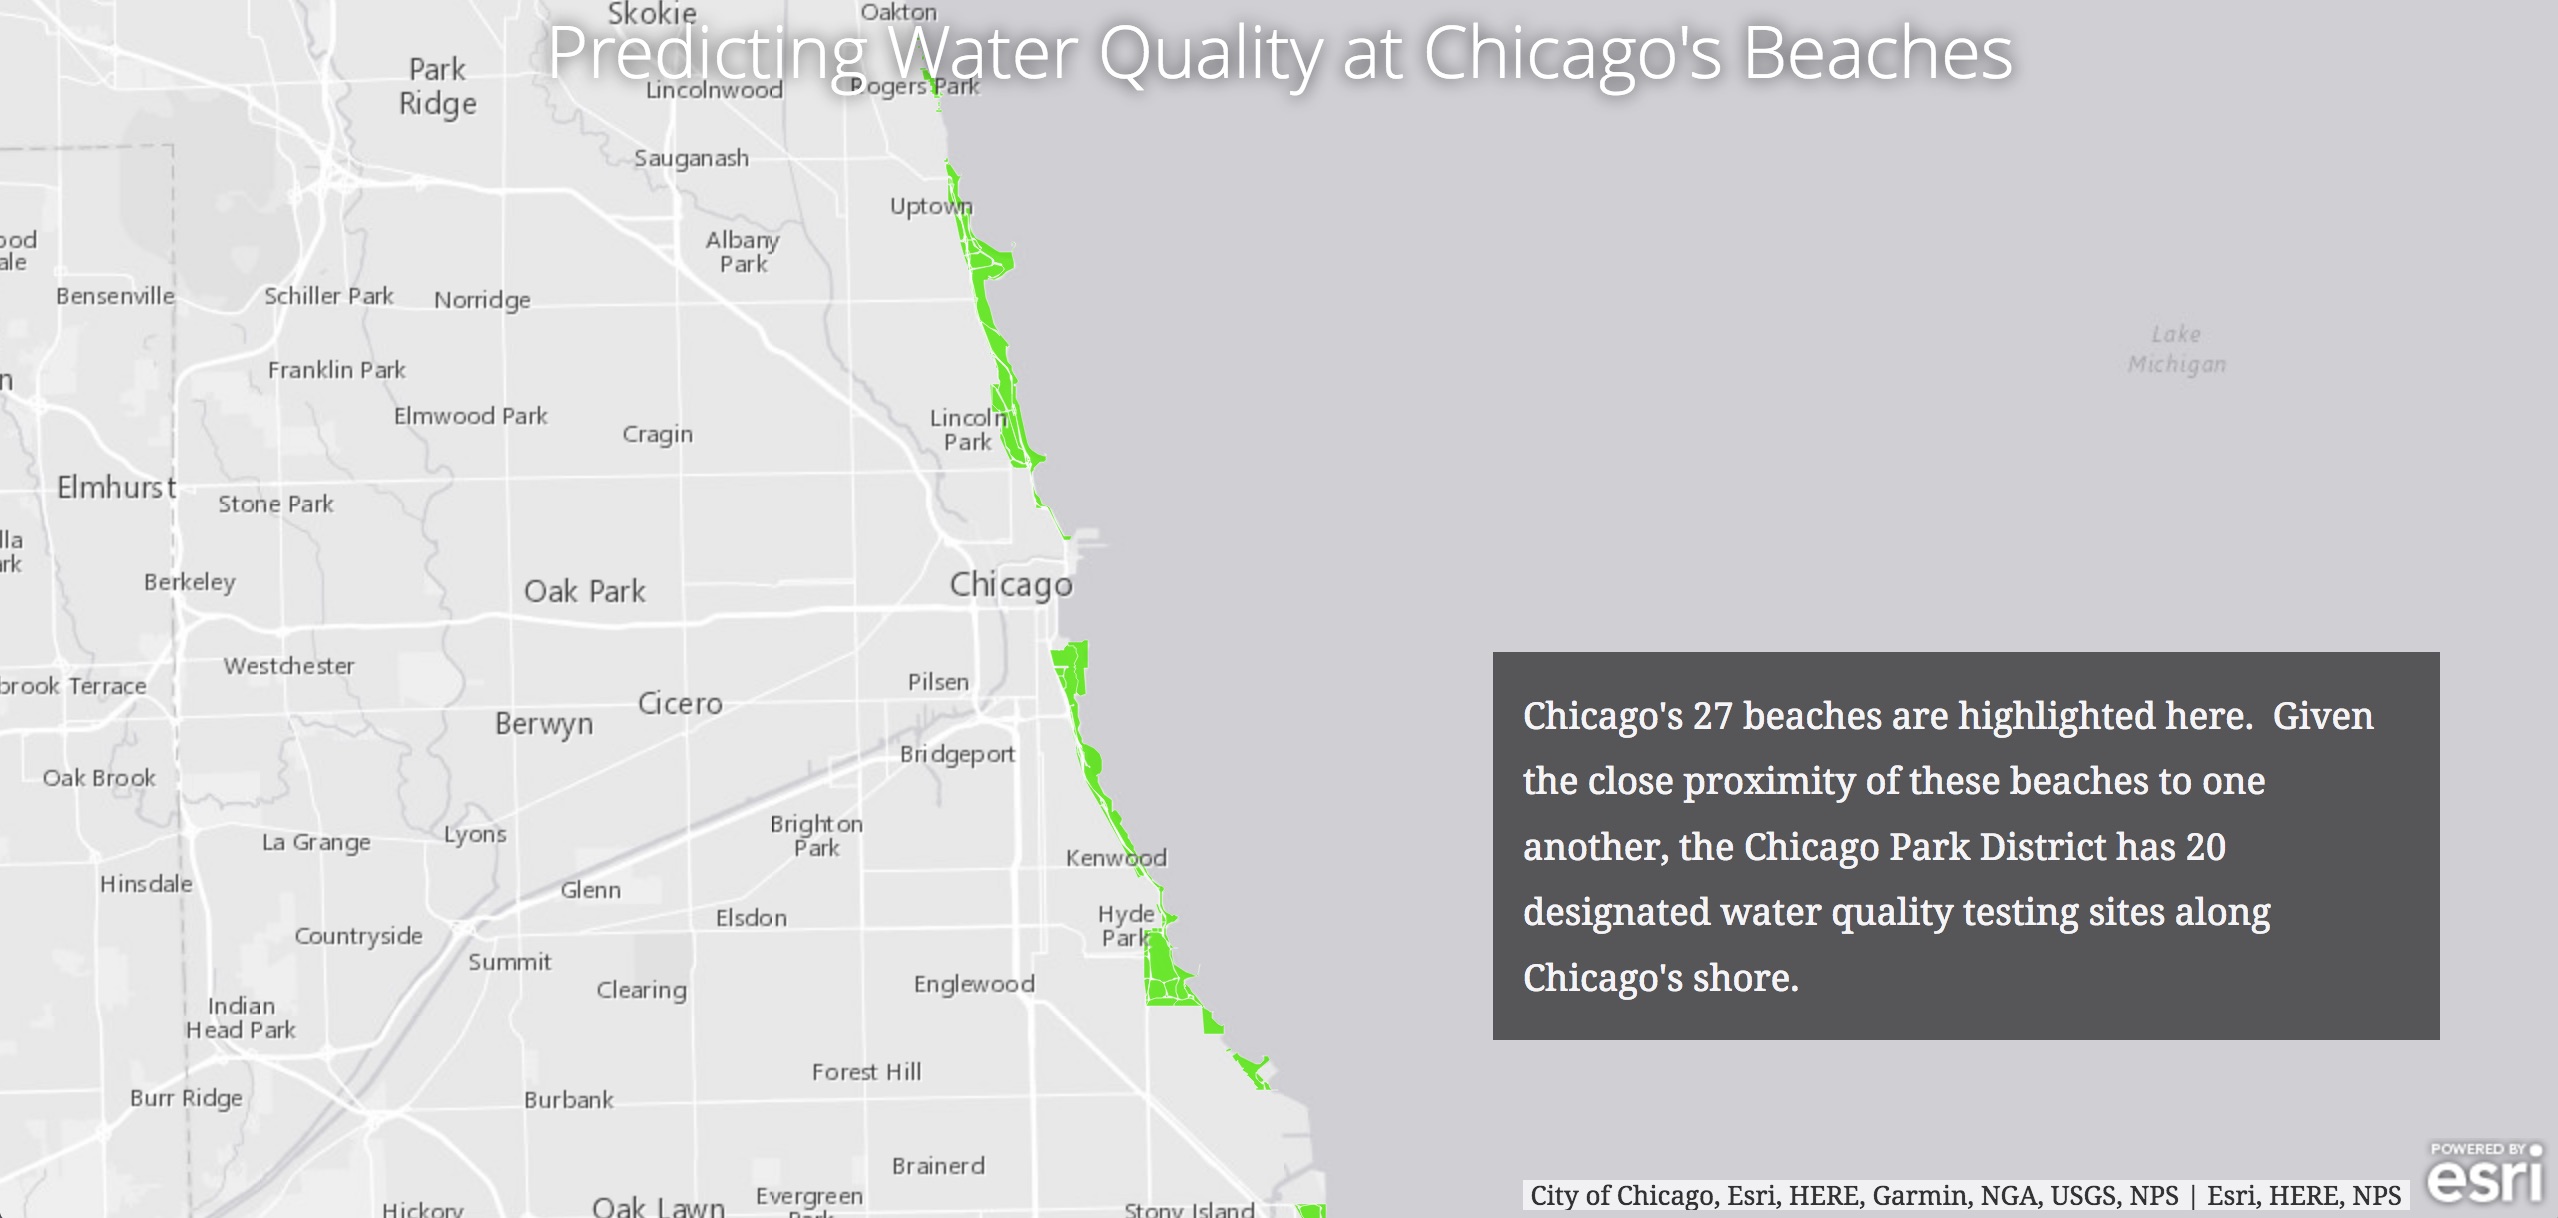 Skokie
Oakton
Predicting Water Quality at Chicago's Beaches
Park
Ridge
Lincolnwood
Rogers Park
Sauganash
Uptown
Albany
Park
Bensenville
Schiller Park
Norridge
Lake
Michigan
Franklin Park
Elmwood Park
Cragin
Lincoln
Park
Elmhurst
Stone Park
Berkeley
Oak Park
Chicago
Westchester
brook Terrace
Cicero
Pilsen
Berwyn
Bridgeport
Oak Brook
La Grange
Lyons
Brighton
Park
Kenwood
Hinsdale
Glenn
Elsdon
Hyde
Park
Countryside
Summit
Clearing
Englewood
Indian
Head Park
Forest Hill
Burr Ridge
Burbank
Brainerd
Hickory
Oak Lawn
Evergreen
Park
Stony Island
Chicago's 27 beaches are highlighted here.  Given
the close proximity of these beaches to one
another, the Chicago Park District has 20
designated water quality testing sites along
Chicago's shore.
POWERED BY
esri
City of Chicago, Esri, HERE, Garmin, NGA, USGS, NPS | Esri, HERE, NPS